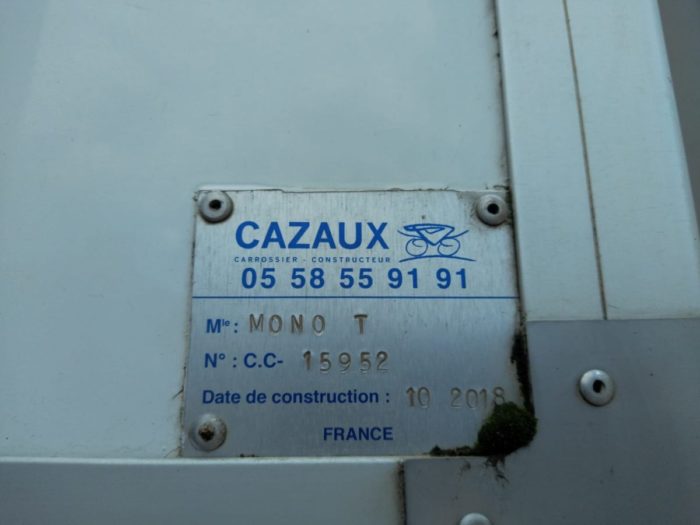 CAZAUX
CARROSSIER - CONSTRUCTEUR
05 58 55 91 91
Mle : MONO T
N° : C.C- 15952
Date de construction : 10 2018
FRANCE